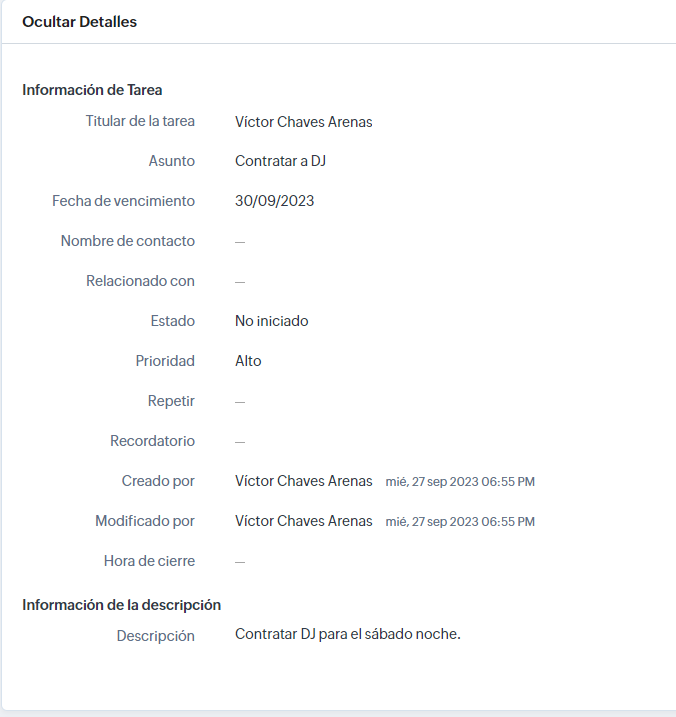 Ocultar Detalles
Información de Tarea
Titular de la tarea Víctor Chaves Arenas
Asunto Contratar a DJ
Fecha de vencimiento 30/09/2023
Nombre de contacto —
Relacionado con —
Estado No iniciado
Prioridad Alto
Repetir —
Recordatorio —
Creado por Víctor Chaves Arenas mié, 27 sep 2023 06:55 PM
Modificado por Víctor Chaves Arenas mié, 27 sep 2023 06:55 PM
Hora de cierre —
Información de la descripción
Descripción Contratar DJ para el sábado noche.